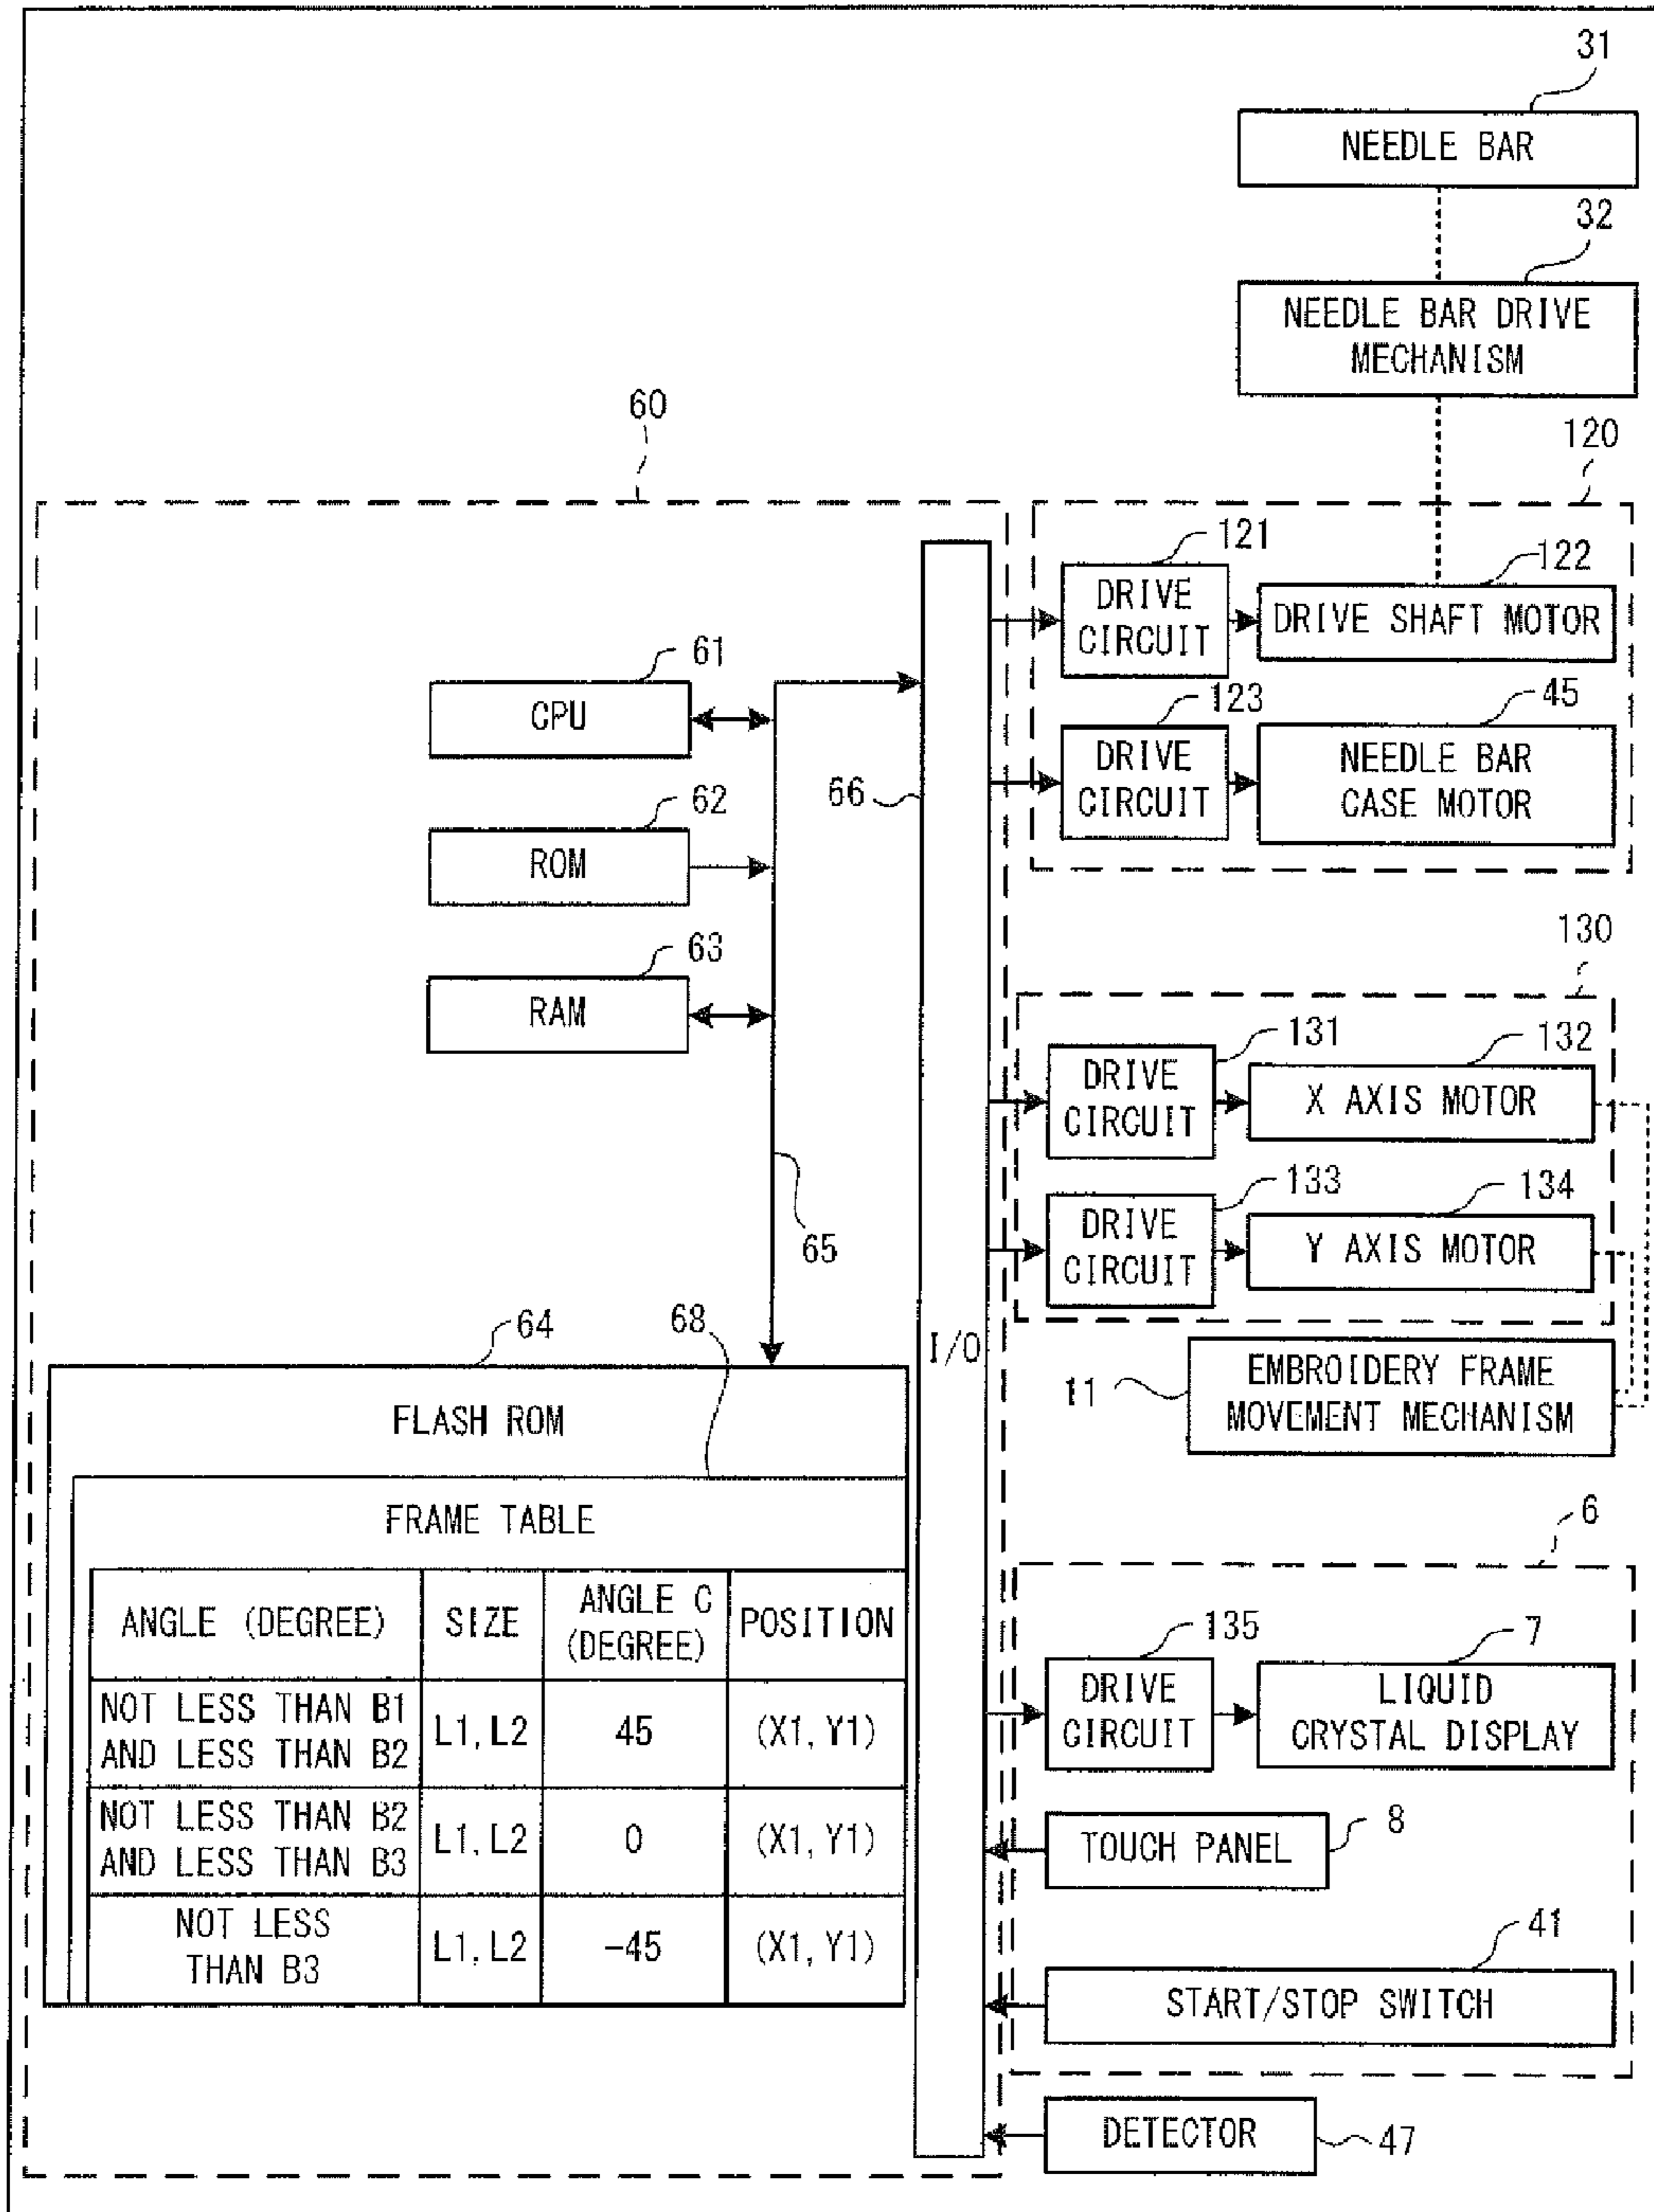 31
NEEDLE BAR
32
NEEDLE BAR DRIVE
MECHANISM
60
120
121
DRIVE
CIRCUIT
122
DRIVE SHAFT MOTOR
61
CPU
123
DRIVE
CIRCUIT
45
NEEDLE BAR
CASE MOTOR
66
62
ROM
63
RAM
130
131
DRIVE
CIRCUIT
132
X AXIS MOTOR
65
133
DRIVE
CIRCUIT
134
Y AXIS MOTOR
I/O
11
EMBROIDERY FRAME
MOVEMENT MECHANISM
64
68
FLASH ROM
FRAME TABLE
ANGLE (DEGREE)
SIZE
ANGLE C
(DEGREE)
POSITION
NOT LESS THAN B1
AND LESS THAN B2
L1, L2
45
(X1, Y1)
NOT LESS THAN B2
AND LESS THAN B3
L1, L2
0
(X1, Y1)
NOT LESS
THAN B3
L1, L2
-45
(X1, Y1)
6
135
DRIVE
CIRCUIT
7
LIQUID
CRYSTAL DISPLAY
8
TOUCH PANEL
41
START/STOP SWITCH
DETECTOR
47